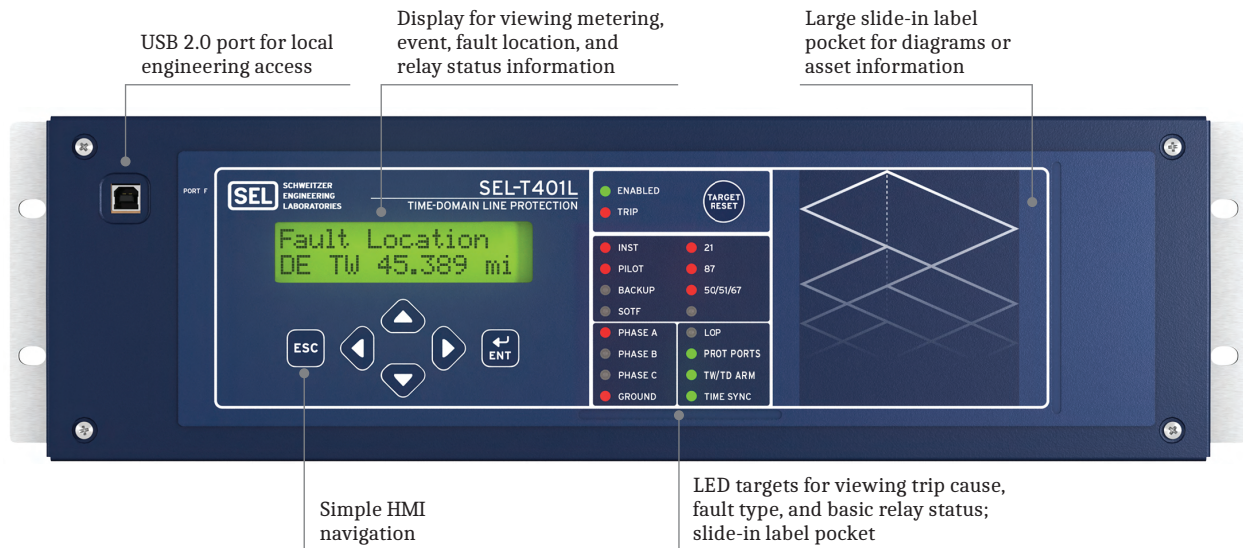 USB 2.0 port for local
engineering access
Display for viewing metering,
event, fault location, and
relay status information
Large slide-in label
pocket for diagrams or
asset information
PORT F
SEL
SCHWEITZER
ENGINEERING
LABORATORIES
SEL-T401L
TIME-DOMAIN LINE PROTECTION
Fault Location
DE TW 45.389 mi
ESC
ENT
ENABLED
TRIP
TARGET
RESET
INST
21
PILOT
87
BACKUP
50/51/67
SOTF
PHASE A
LOP
PHASE B
PROT PORTS
PHASE C
TW/TD ARM
GROUND
TIME SYNC
Simple HMI
navigation
LED targets for viewing trip cause,
fault type, and basic relay status;
slide-in label pocket